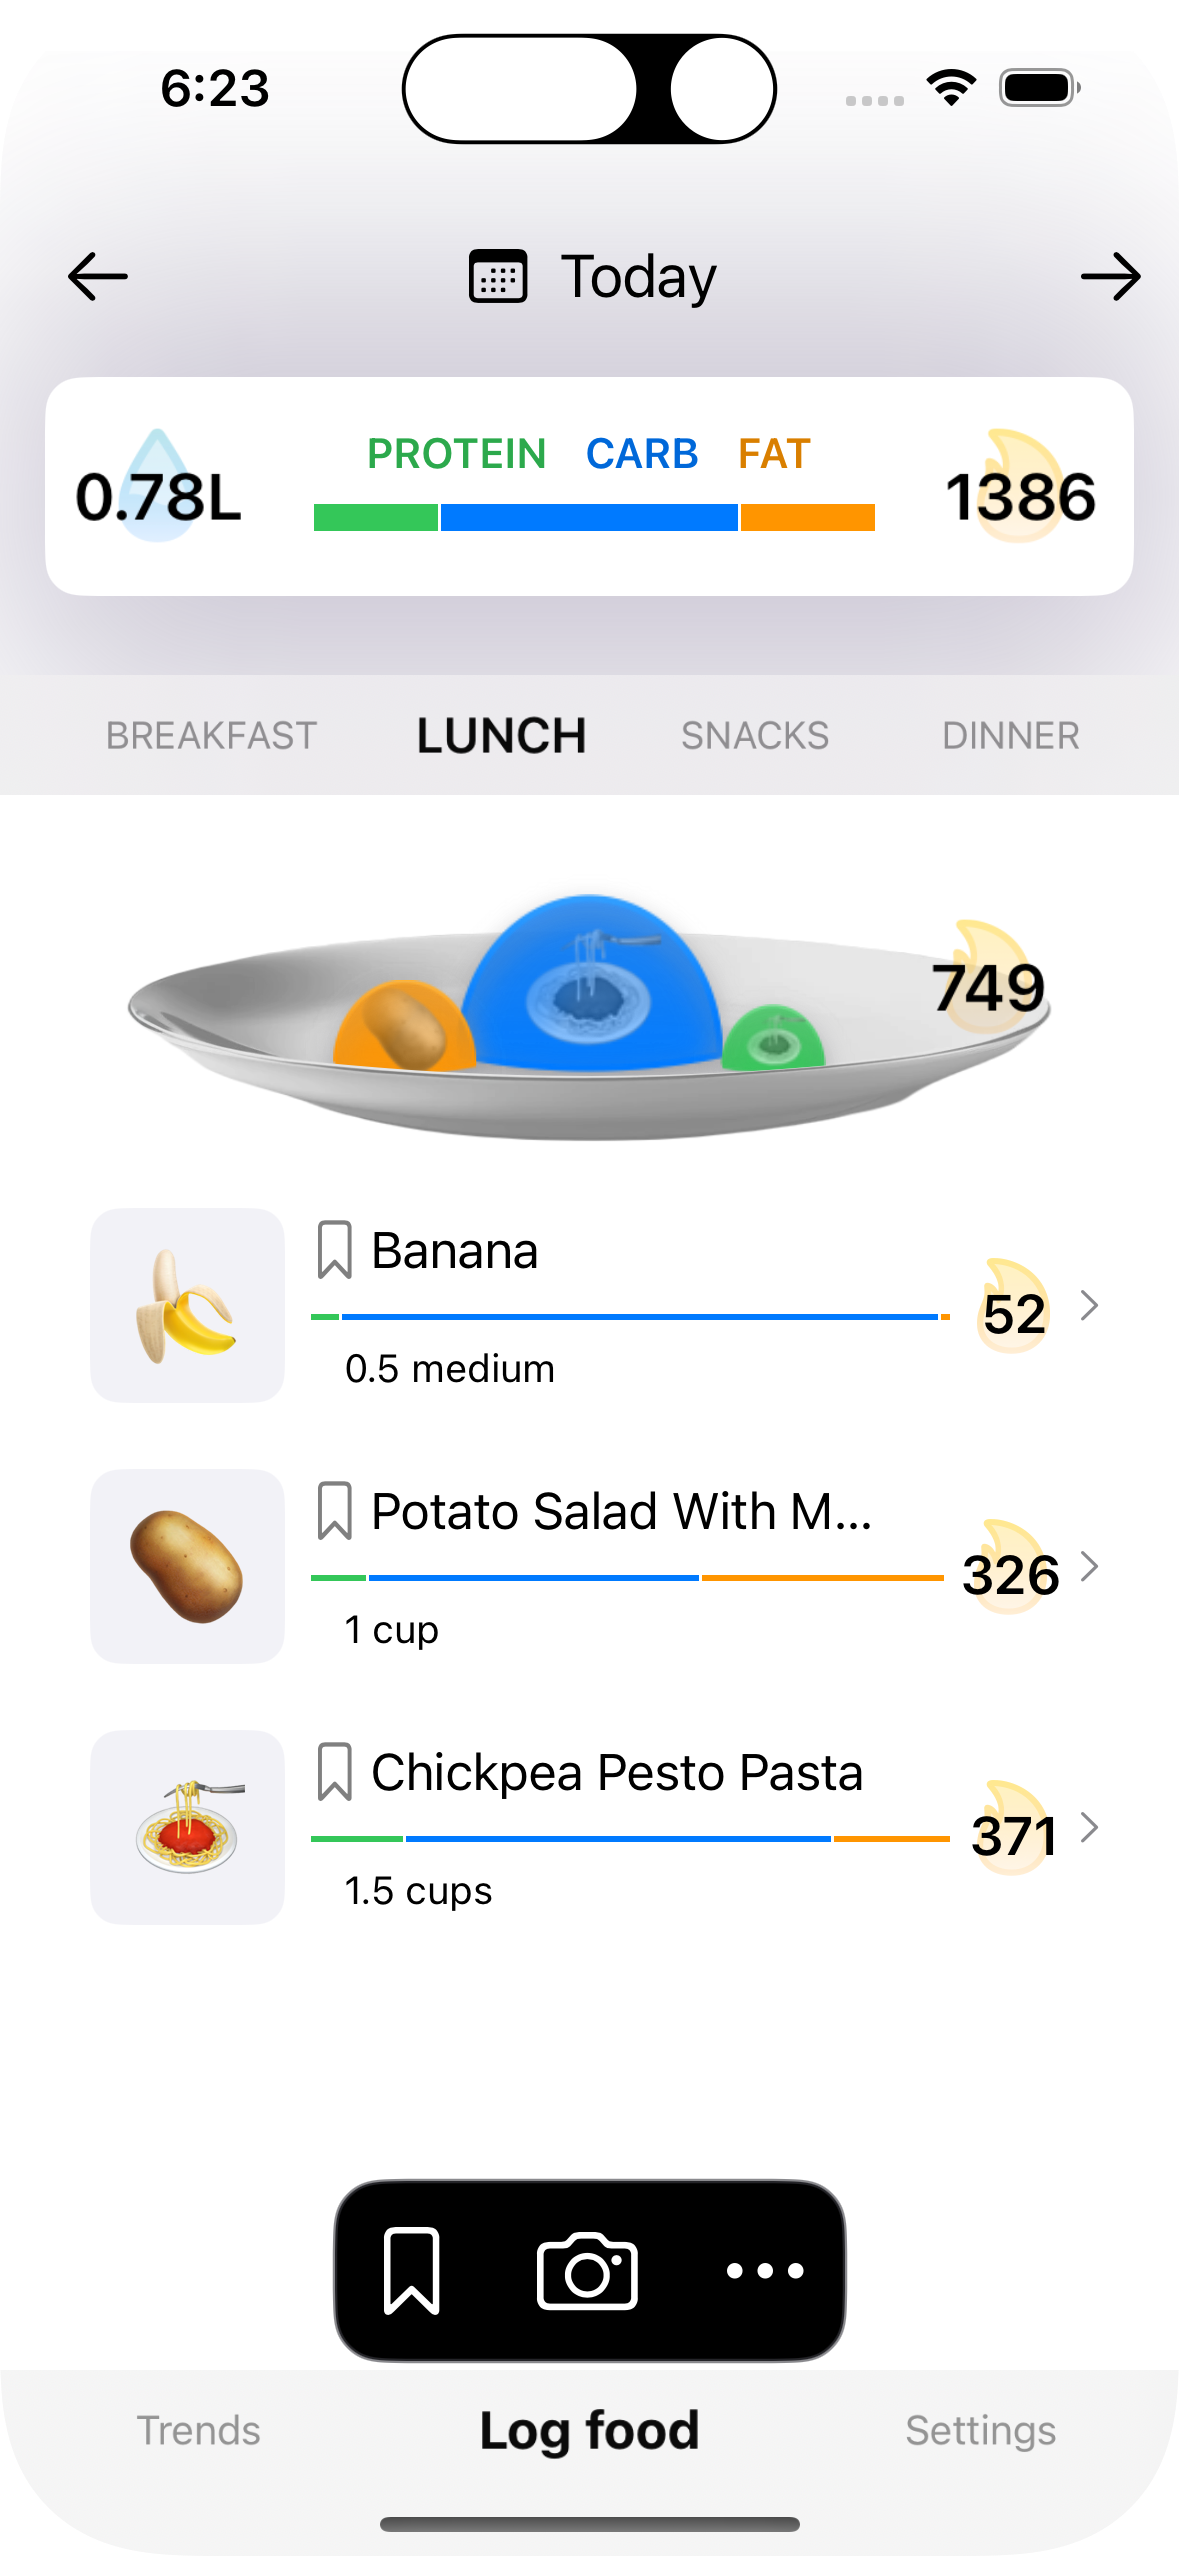 6:23
Today
0.78L
PROTEIN CARB FAT
1386
BREAKFAST LUNCH SNACKS DINNER
749
Banana
52
0.5 medium
Potato Salad With M...
326
1 cup
Chickpea Pesto Pasta
371
1.5 cups
Trends Log food Settings